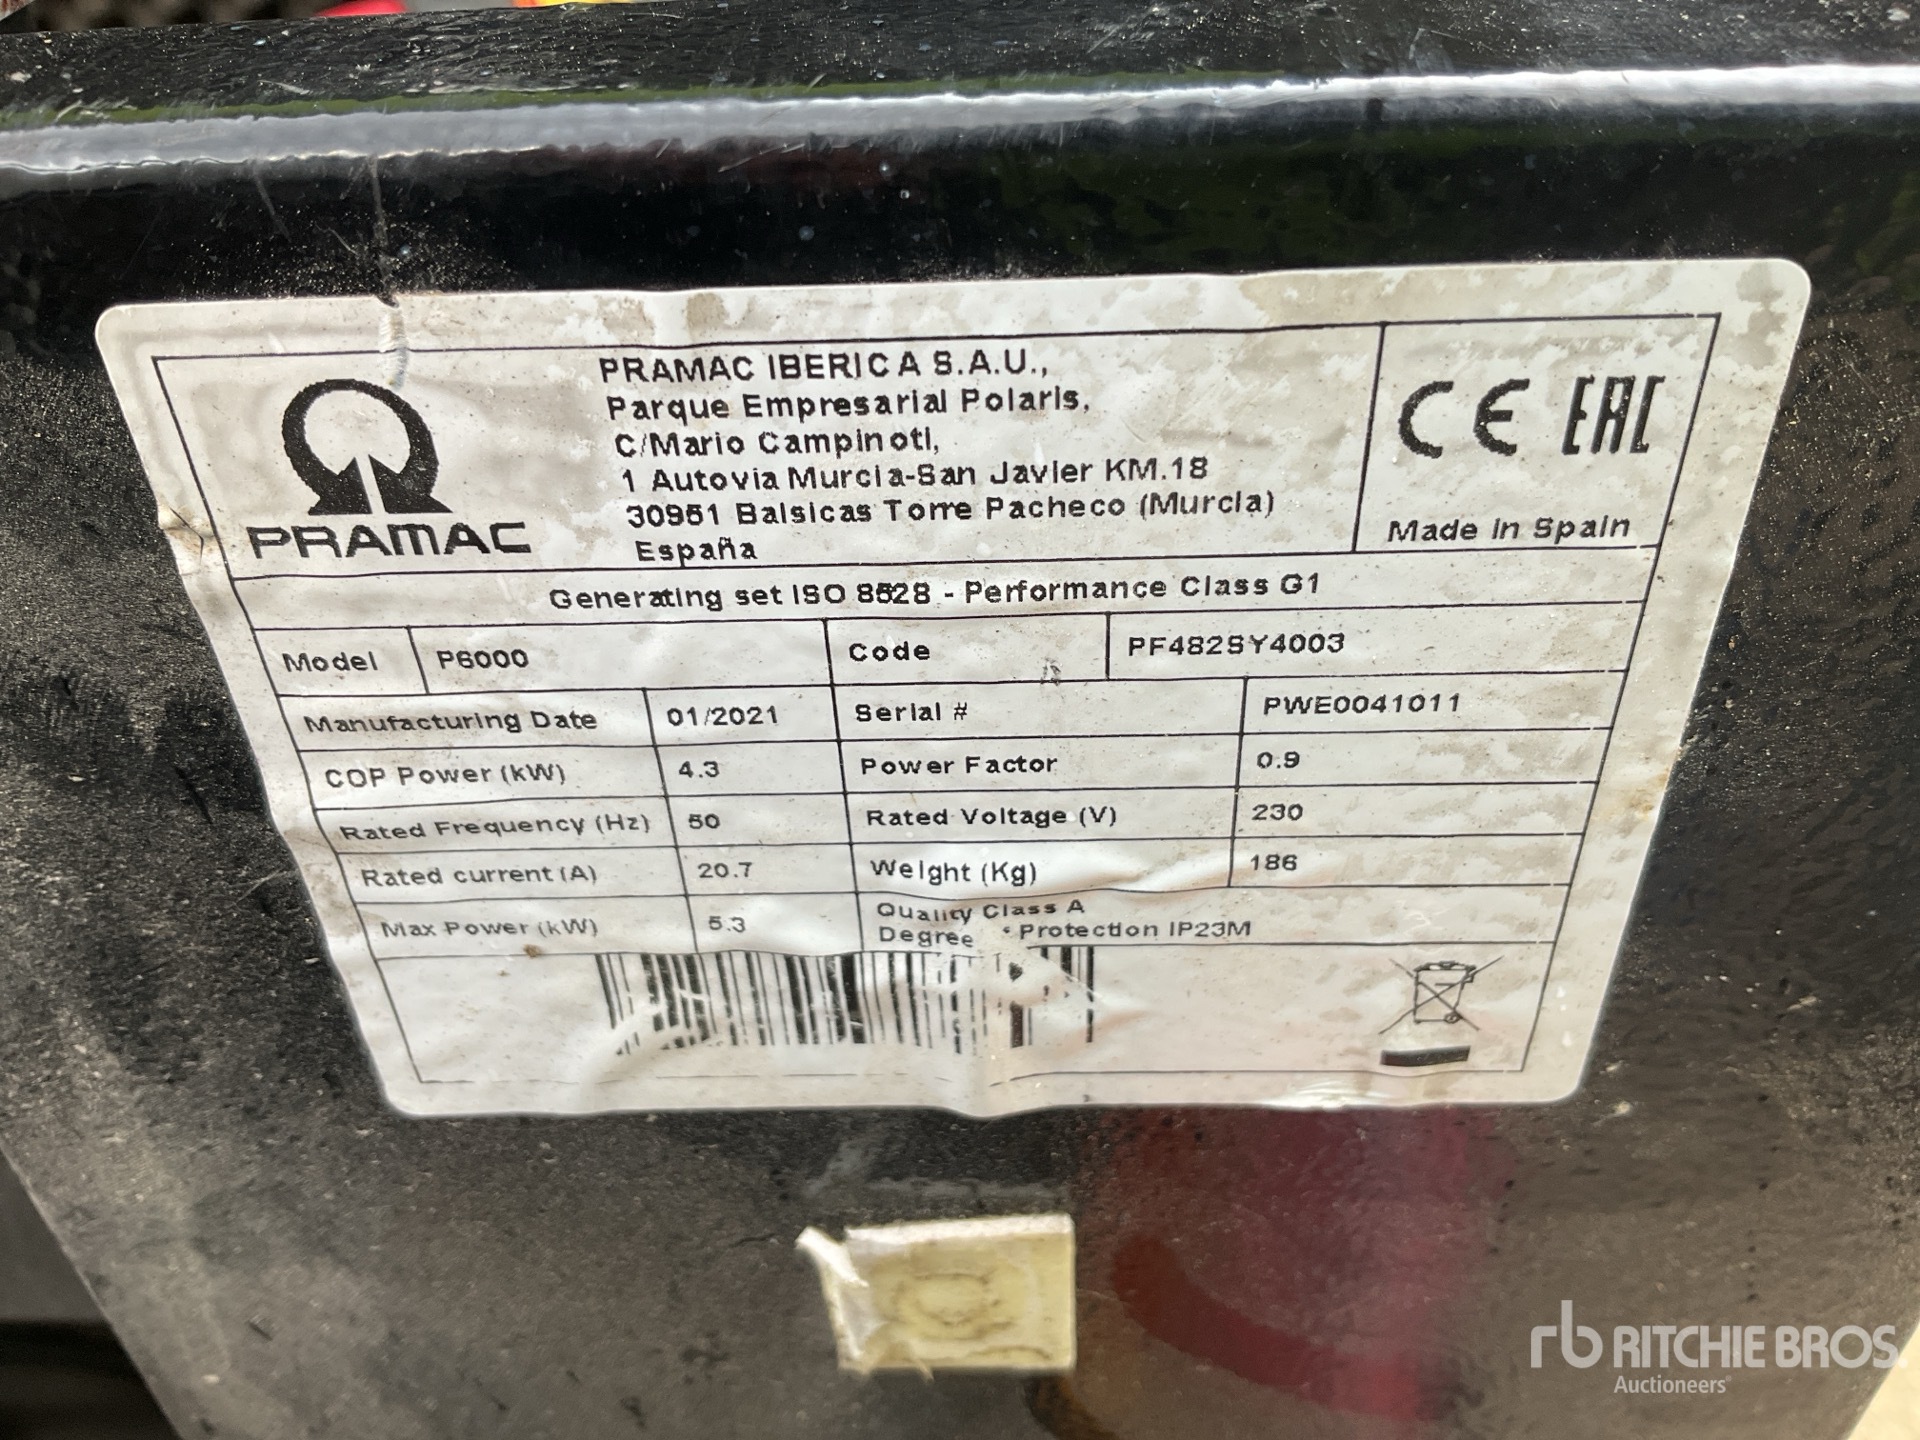 PRAMAC
PRAMAC IBERICA S.A.U.,
Parque Empresarial Polaris,
C/Mario Campinoti,
1 Autovia Murcia-San Javier KM.18
30951 Balsicas Torre Pacheco (Murcia)
España
CE EAC
Made in Spain
Generating set ISO 8528 - Performance Class G1
Model P6000 Code PF482SY4003
Manufacturing Date 01/2021 Serial # PWE0041011
COP Power (kW) 4.3 Power Factor 0.9
Rated Frequency (Hz) 50 Rated Voltage (V) 230
Rated current (A) 20.7 Weight (Kg) 186
Max Power (kW) 5.3 Quality Class A
Degree Protection IP23M
rb RITCHIE BROS.
Auctioneers